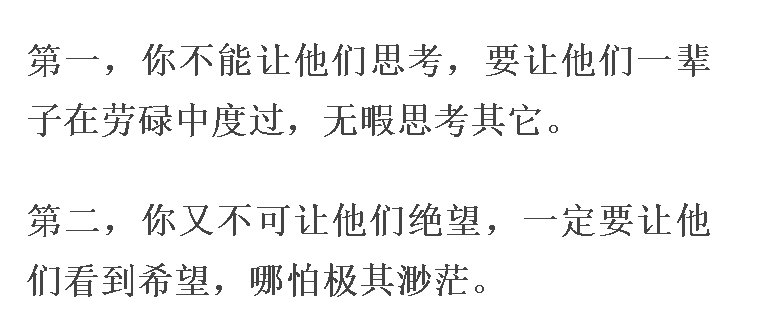 第一，你不能让他们思考，要让他们一辈
子在劳碌中度过，无暇思考其它。
第二，你又不可让他们绝望，一定要让他
们看到希望，哪怕极其渺茫。